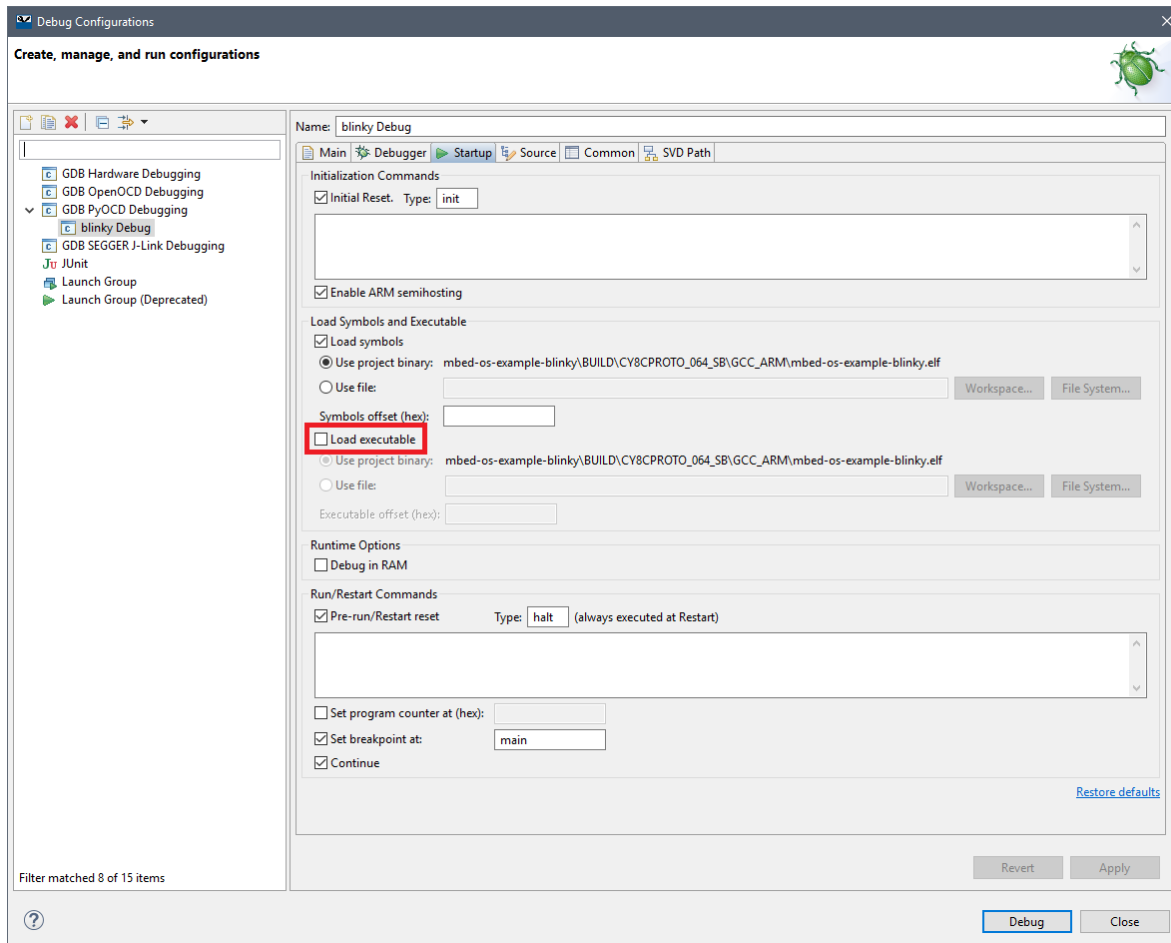 Debug Configurations
Create, manage, and run configurations
Name: blinky Debug
Main Debugger Startup Source Common SVD Path
GDB Hardware Debugging
GDB OpenOCD Debugging
GDB PyOCD Debugging
blinky Debug
GDB SEGGER J-Link Debugging
JUnit
Launch Group
Launch Group (Deprecated)
Filter matched 8 of 15 items
Initialization Commands
Initial Reset. Type: init
Enable ARM semihosting
Load Symbols and Executable
Load symbols
Use project binary: mbed-os-example-blinky\BUILD\CY8CPROTO_064_SB\GCC_ARM\mbed-os-example-blinky.elf
Use file: Workspace... File System...
Symbols offset (hex):
Load executable
Use project binary: mbed-os-example-blinky\BUILD\CY8CPROTO_064_SB\GCC_ARM\mbed-os-example-blinky.elf
Use file: Workspace... File System...
Executable offset (hex):
Runtime Options
Debug in RAM
Run/Restart Commands
Pre-run/Restart reset Type: halt (always executed at Restart)
Set program counter at (hex):
Set breakpoint at: main
Continue
Restore defaults
Revert Apply
Debug Close